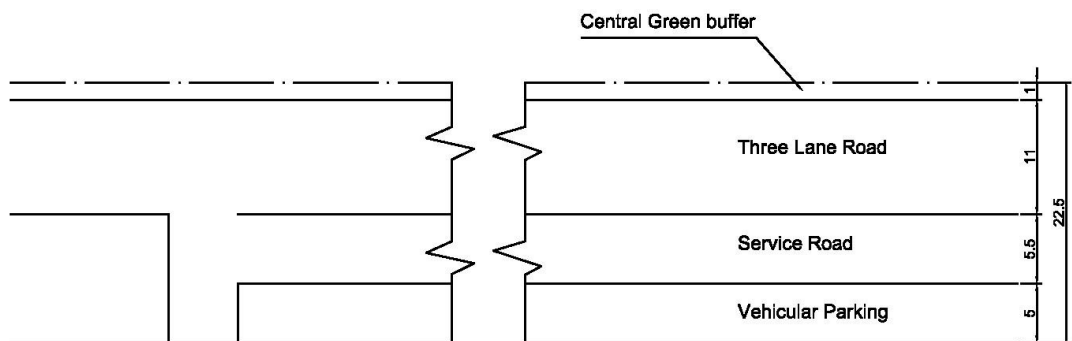 Central Green buffer
1
Three Lane Road
11
22.5
Service Road
5.5
Vehicular Parking
5